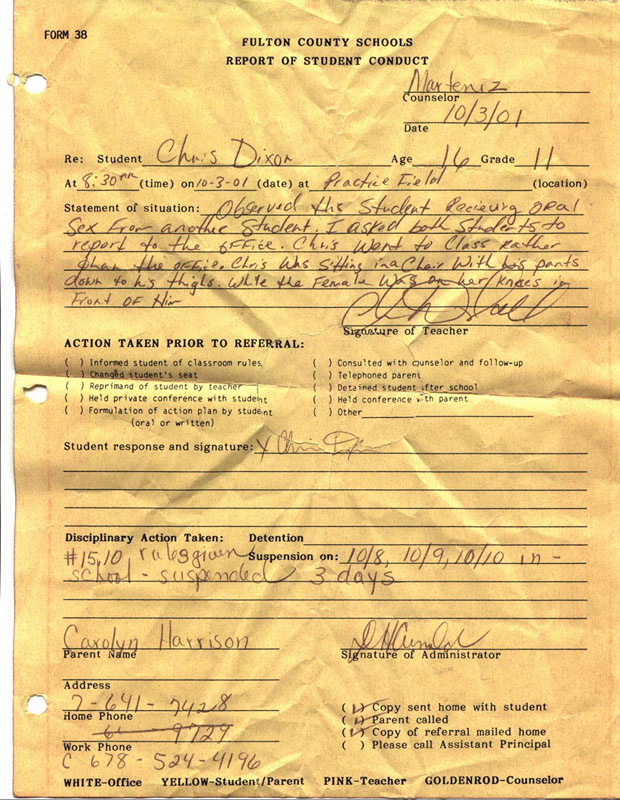 FORM 38
FULTON COUNTY SCHOOLS
REPORT OF STUDENT CONDUCT
Marteniz
Counselor
10/3/01
Date
Re: Student Chris Dixon Age 16 Grade 11
At 8:30 AM (time) on 10-3-01 (date) at Practice Field (location)
Statement of situation: Observed this Student Recieving oral
Sex From another Student. I asked both Students to
report to the office. Chris Went to Class Rather
than the office. Chris Was Sitting in a Chair With his pants
down to his thighs. While the Female Was on her knees in
Front of Him
Signature of Teacher
ACTION TAKEN PRIOR TO REFERRAL:
( ) Informed student of classroom rules ( ) Consulted with counselor and follow-up
( ) Changed student's seat ( ) Telephoned parent
( ) Reprimand of student by teacher ( ) Detained student after school
( ) Held private conference with student ( ) Held conference with parent
( ) Formulation of action plan by student ( ) Other
(oral or written)
Student response and signature: X Chris
Disciplinary Action Taken: Detention
#15,10 rules given Suspension on: 10/8, 10/9, 10/10 in-
school - suspended 3 days
Carolyn Harrison
Parent Name Signature of Administrator
Address
7-641-7428 (✓) Copy sent home with student
Home Phone (✓) Parent called
9729 (✓) Copy of referral mailed home
Work Phone ( ) Please call Assistant Principal
C 678-524-4196
WHITE-Office YELLOW-Student/Parent PINK-Teacher GOLDENROD-Counselor